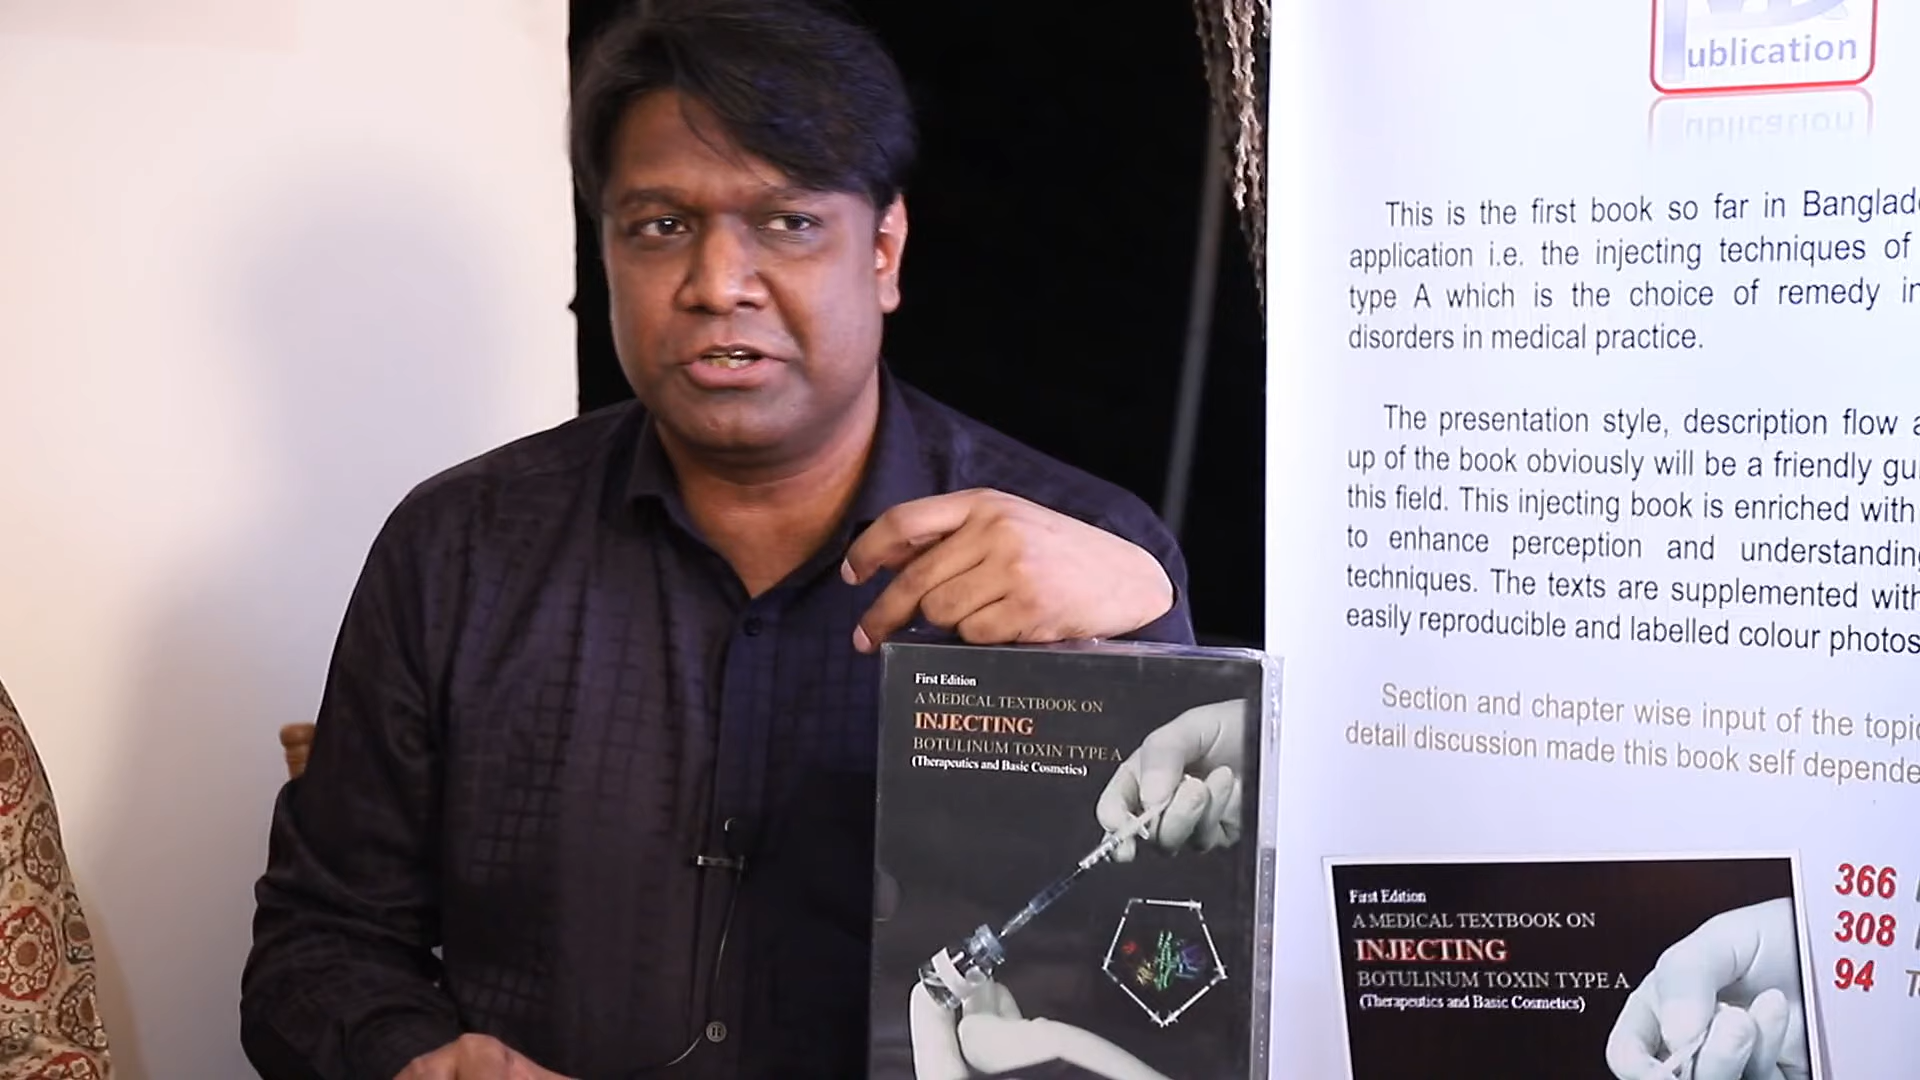 ublication
This is the first book so far in
application i.e. the injecting techniques of
type A which is the choice of remedy
disorders in medical practice.
The presentation style, description flow
up of the book obviously will be a friendly
this field. This injecting book is enriched with
to enhance perception and
techniques. The texts are supplemented with
easily reproducible and labelled colour photos
Section and chapter wise input of the
detail discussion made this book self
First Edition
A MEDICAL TEXTBOOK ON
INJECTING
BOTULINUM TOXIN TYPE A
(Therapeutics and Basic Cosmetics)
First Edition
A MEDICAL TEXTBOOK ON
INJECTING
BOTULINUM TOXIN TYPE A
(Therapeutics and Basic Cosmetics)
366
308
94